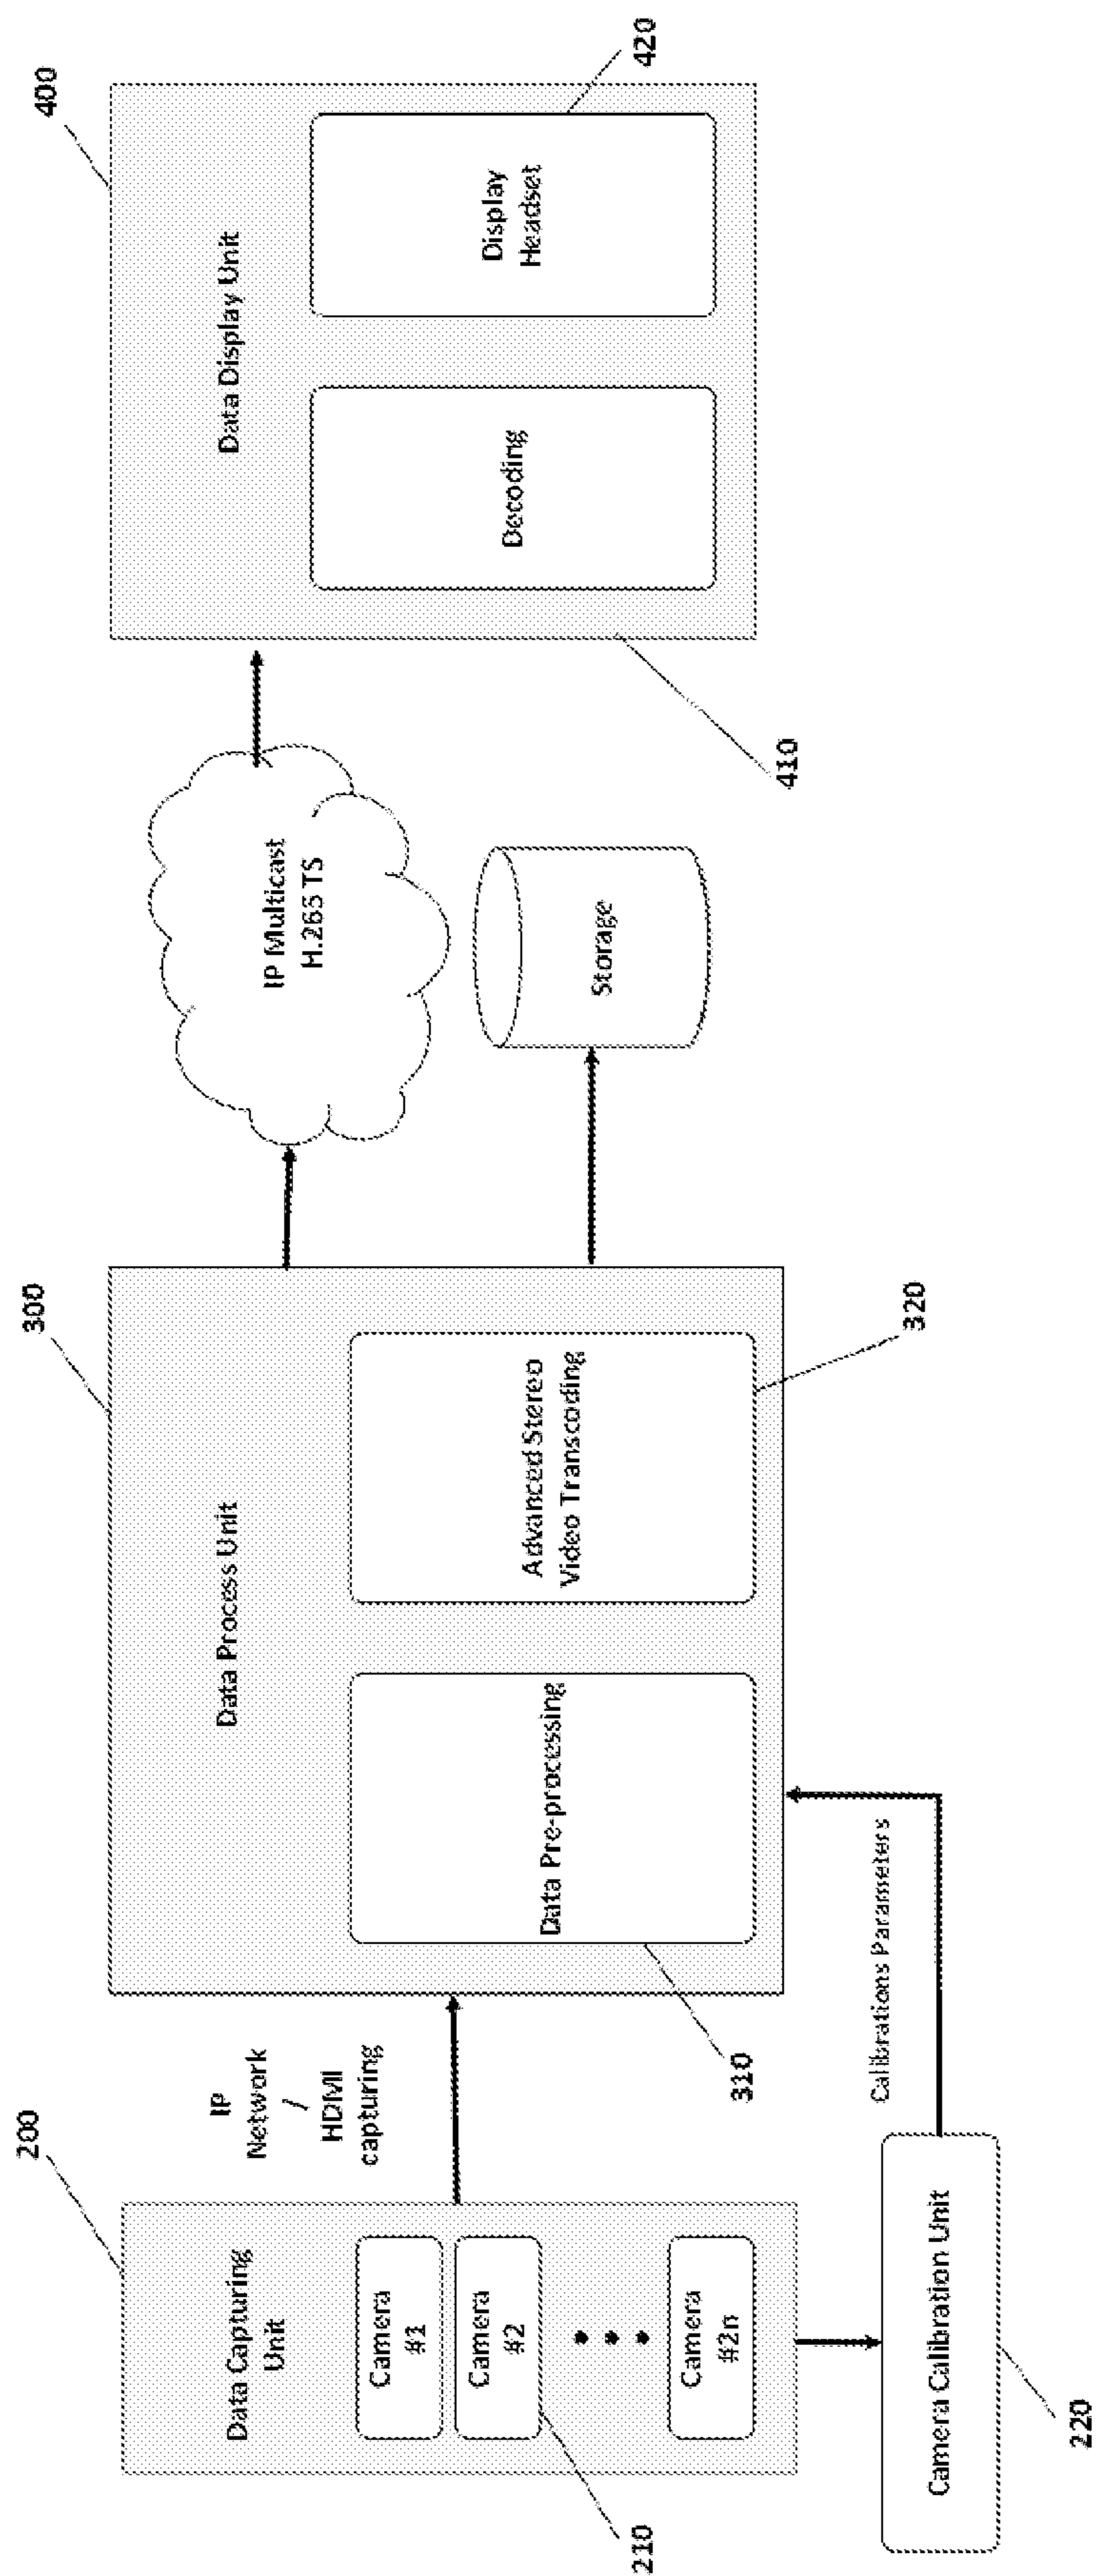 200
Data Capturing
Unit
Camera
#1
Camera
#2
Camera
#2n
210
Camera Calibration Unit
220
IP
Network
/
HDMI
capturing
Calibrations Parameters
300
Data Process Unit
Data Pre-processing
310
Advanced Stereo
Video Transcoding
320
IP Multicast
H.265 TS
Storage
400
Data Display Unit
Decoding
410
Display
Headset
420